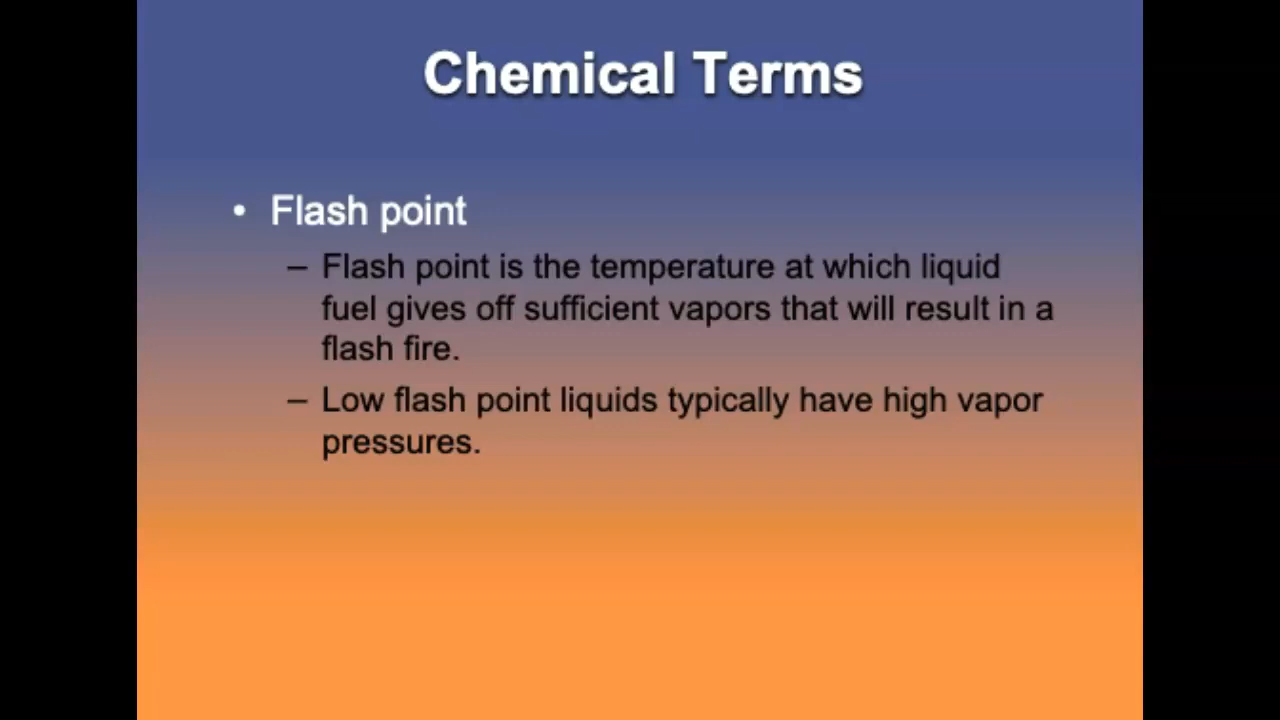 Chemical Terms
• Flash point
– Flash point is the temperature at which liquid
fuel gives off sufficient vapors that will result in a
flash fire.
– Low flash point liquids typically have high vapor
pressures.